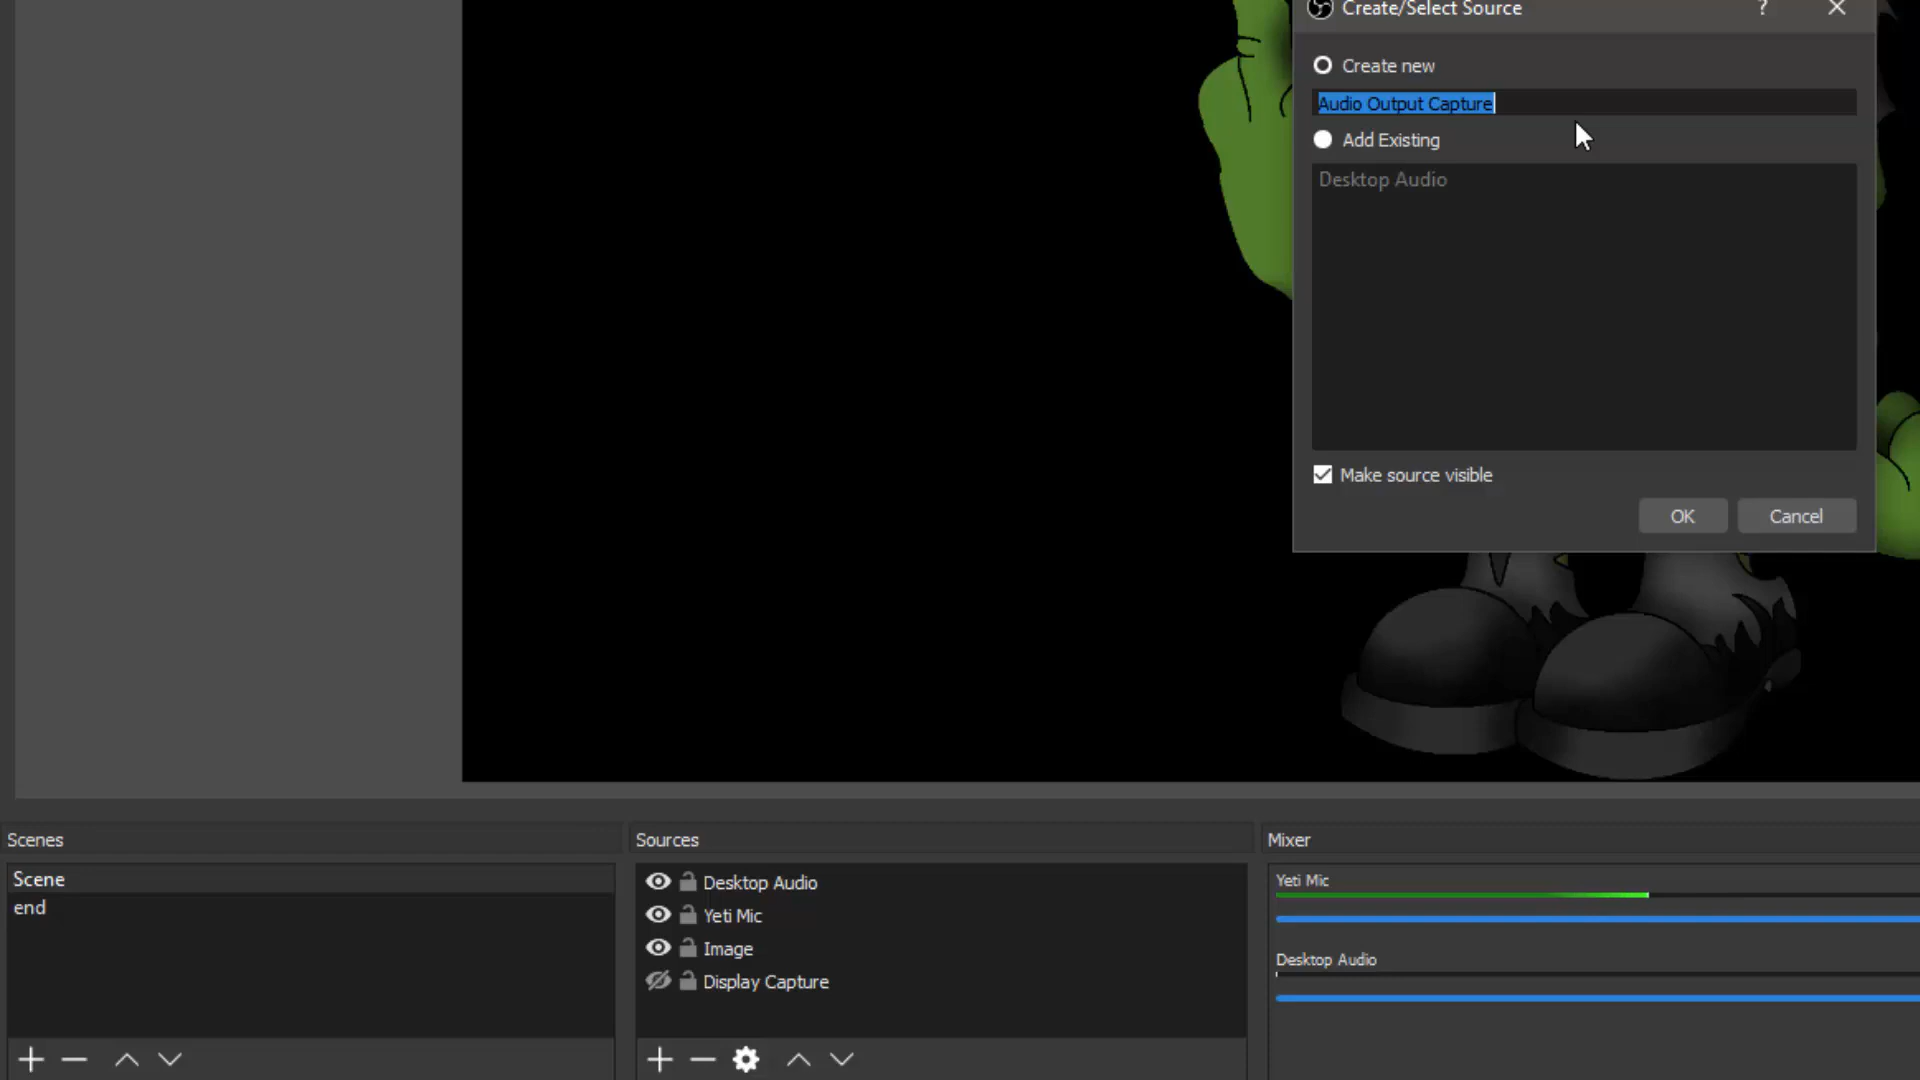 Create/Select Source
?
Create new
Audio Output Capture
Add Existing
Desktop Audio
Make source visible
OK
Cancel
Scenes
Scene
end
Sources
Desktop Audio
Yeti Mic
Image
Display Capture
Mixer
Yeti Mic
Desktop Audio